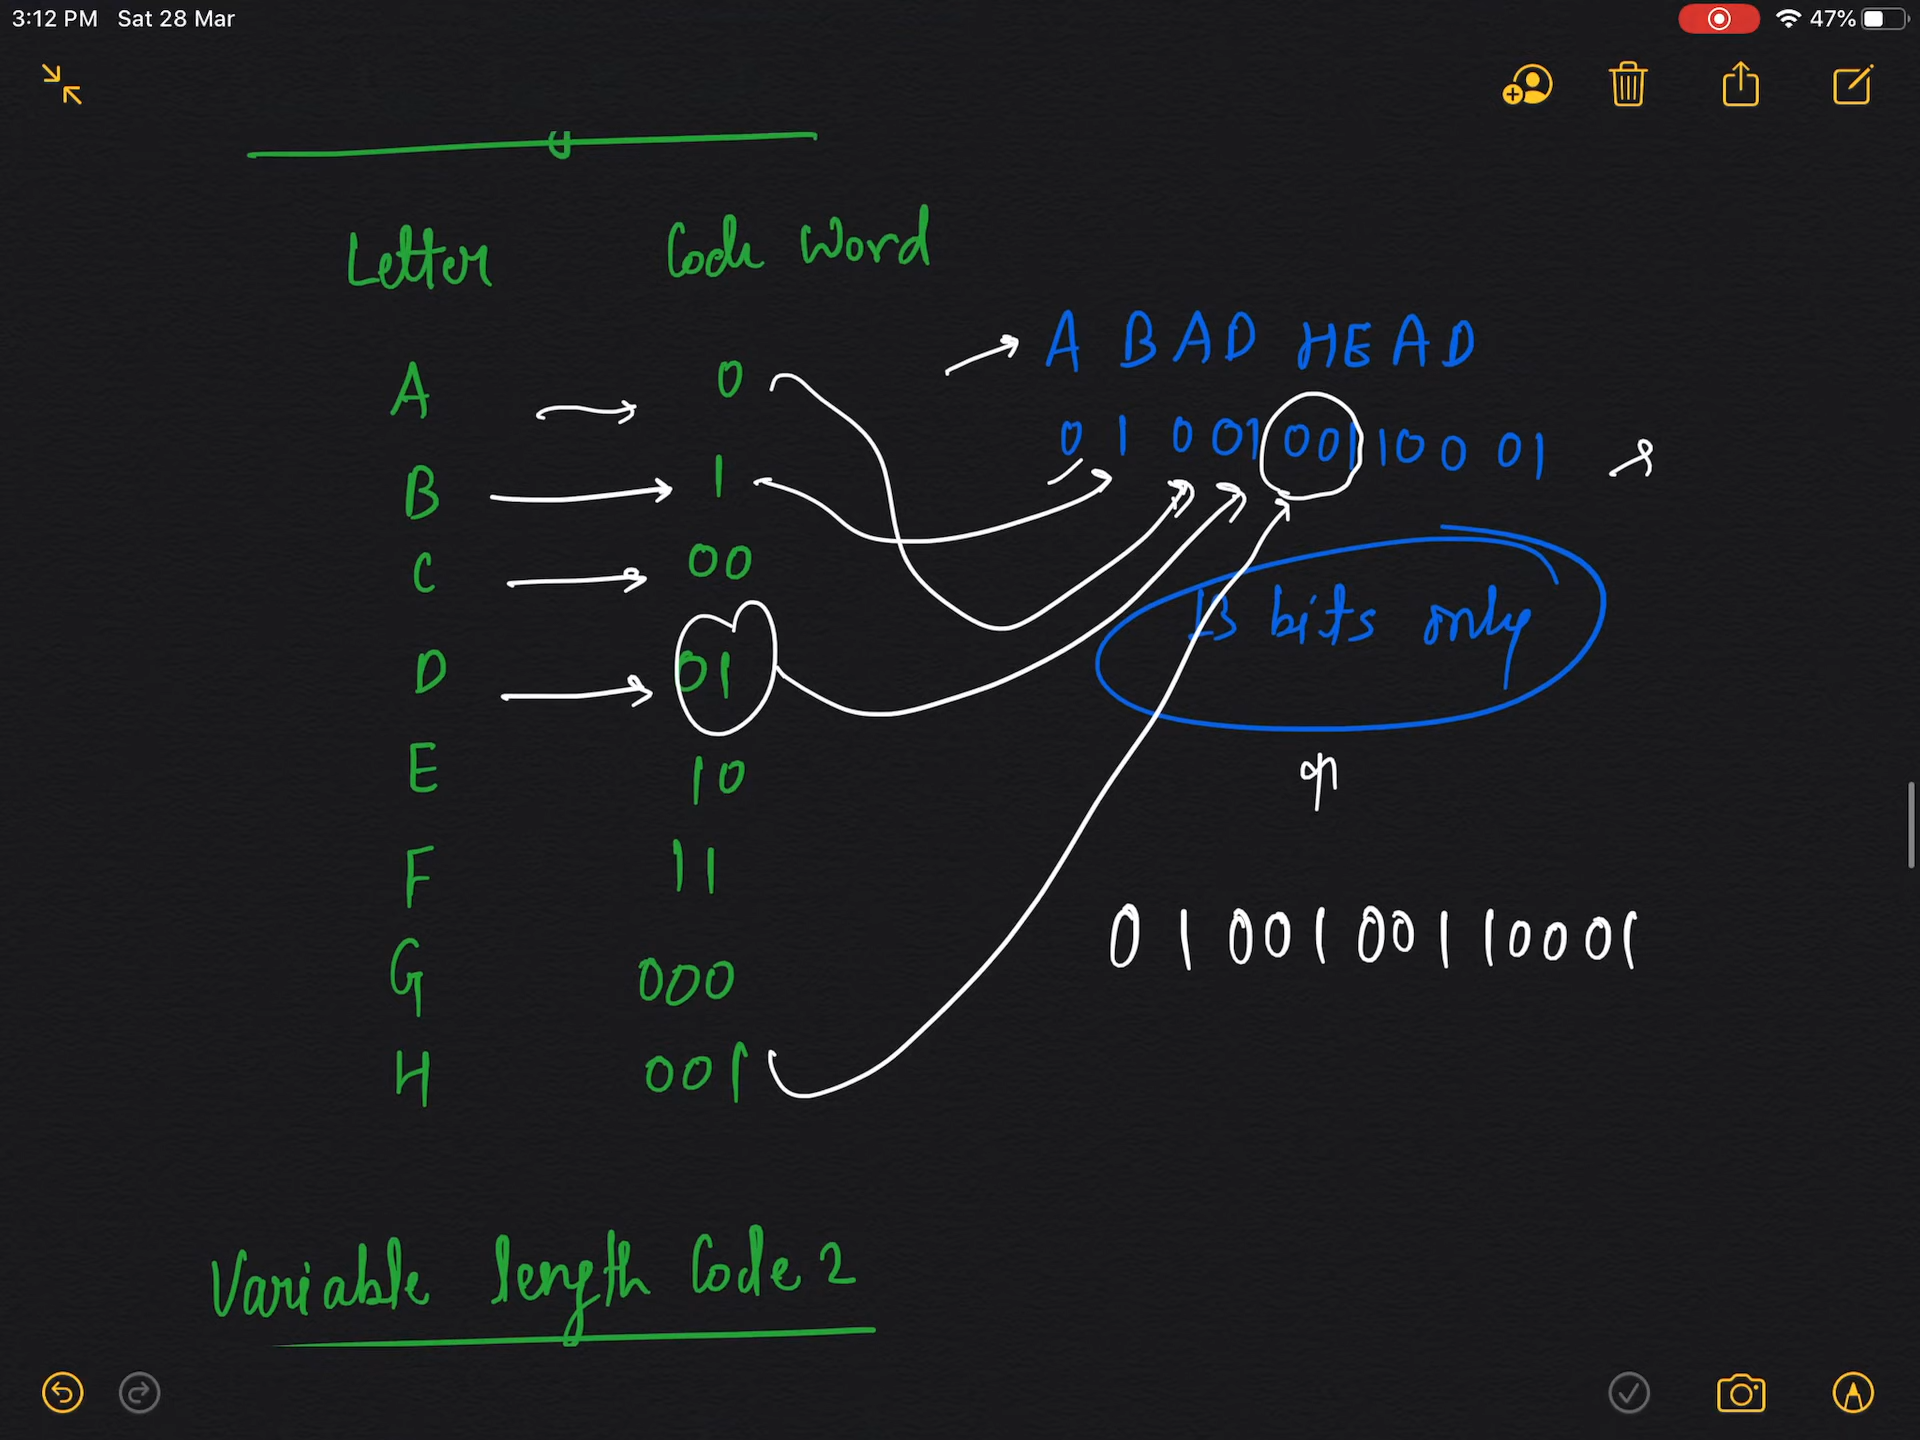 3:12 PM Sat 28 Mar 47%
Letter Code Word
A BAD HEAD
A 0
0 1 0 01 001 10 0 01
B 1
C 00
13 bits only
D 01
E 10
F 11
0 1 001 001 10001
G 000
H 001
Variable length Code 2